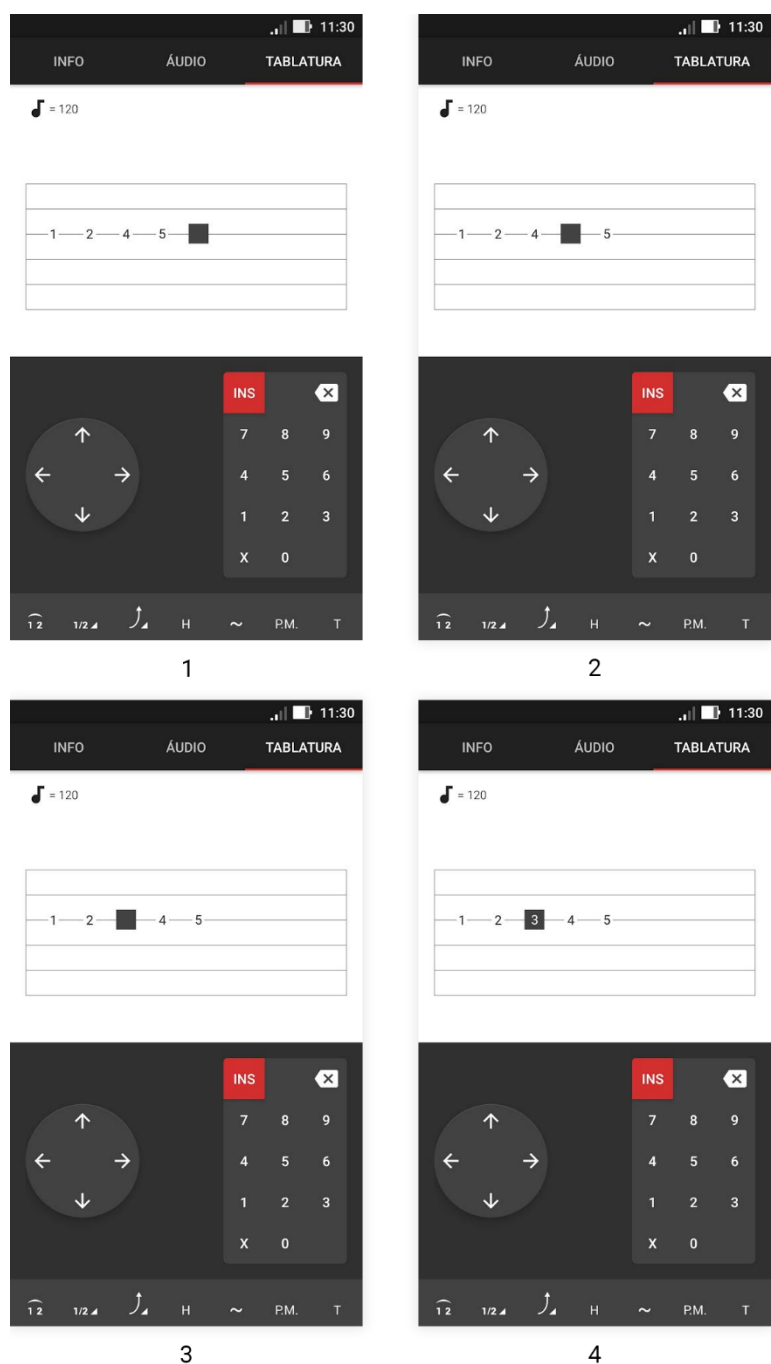 11:30
INFO ÁUDIO TABLATURA
= 120
1 2 4 5
INS
7 8 9
4 5 6
1 2 3
X 0
1 2 1/2 H ~ P.M. T
1
11:30
INFO ÁUDIO TABLATURA
= 120
1 2 4 5
INS
7 8 9
4 5 6
1 2 3
X 0
1 2 1/2 H ~ P.M. T
2
11:30
INFO ÁUDIO TABLATURA
= 120
1 2 4 5
INS
7 8 9
4 5 6
1 2 3
X 0
1 2 1/2 H ~ P.M. T
3
11:30
INFO ÁUDIO TABLATURA
= 120
1 2 3 4 5
INS
7 8 9
4 5 6
1 2 3
X 0
1 2 1/2 H ~ P.M. T
4